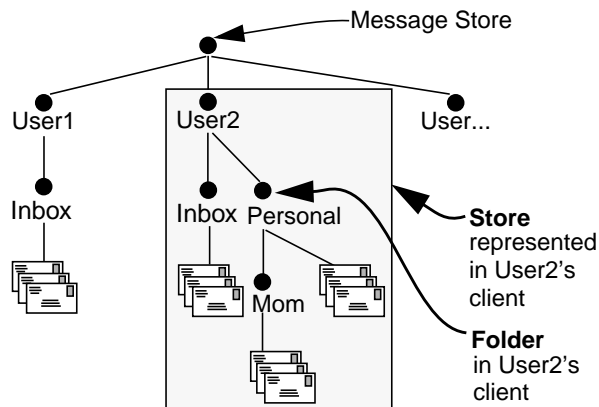 Message Store
User1
User2
User...
Inbox
Inbox
Personal
Store
represented
in User2's
client
Mom
Folder
in User2's
client